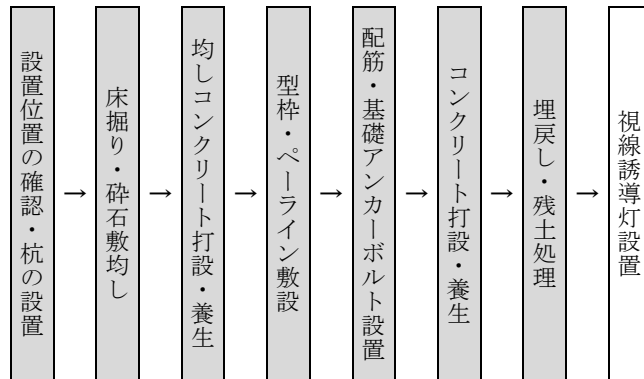 設置位置の確認・杭の設置
→
床掘り・砕石敷均し
→
均しコンクリート打設・養生
→
型枠・ペーライン敷設
→
配筋・基礎アンカーボルト設置
→
コンクリート打設・養生
→
埋戻し・残土処理
→
視線誘導灯設置